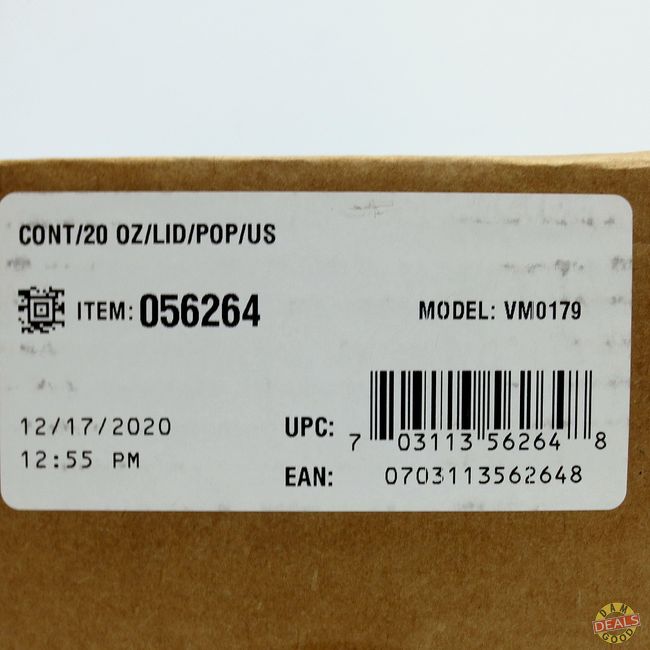 CONT/20 OZ/LID/POP/US
ITEM: 056264
MODEL: VM0179
12/17/2020
12:55 PM
UPC:
7 03113 56264 8
EAN: 0703113562648
DAM
DEALS
GOOD